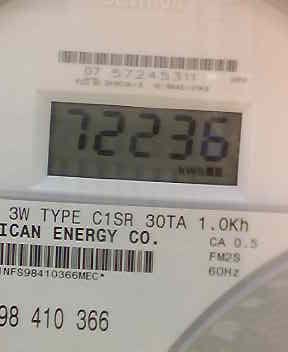 07 57245311
72236
kWh
3W TYPE C1SR 30TA 1.0Kh
ICAN ENERGY CO.
CA 0.5
FM2S
60Hz
INFS98410366MEC*
98 410 366